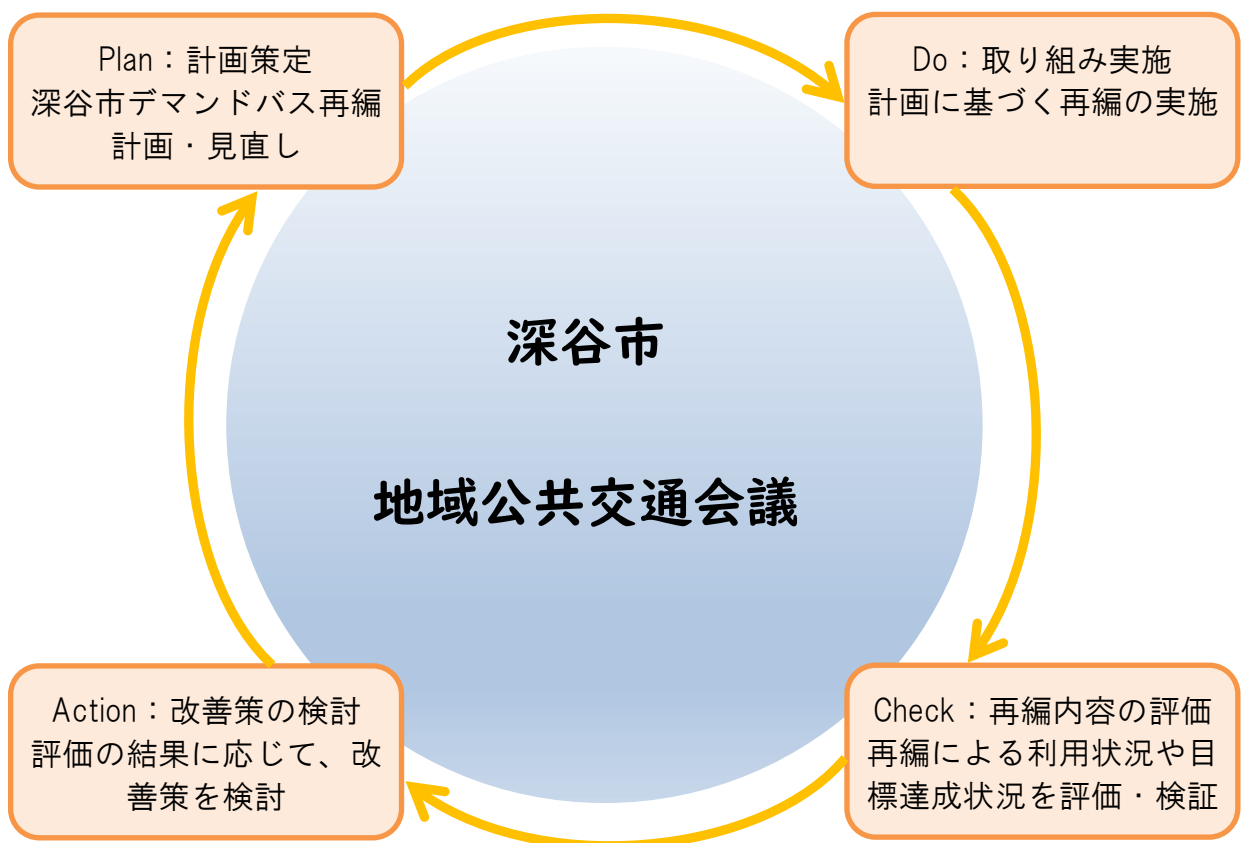 Plan：計画策定
深谷市デマンドバス再編
計画・見直し
Do：取り組み実施
計画に基づく再編の実施
深谷市
地域公共交通会議
Action：改善策の検討
評価の結果に応じて、改
善策を検討
Check：再編内容の評価
再編による利用状況や目
標達成状況を評価・検証